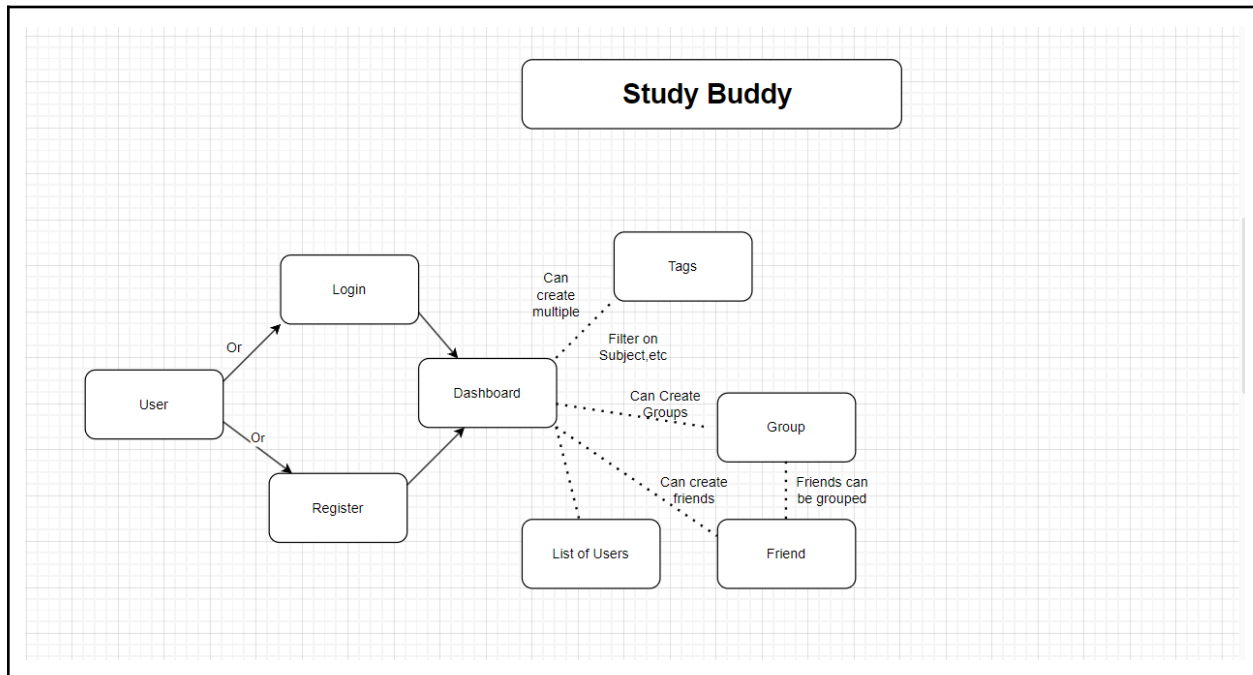 Study Buddy
Tags
Can
create
multiple
Login
Filter on
Subject,etc
Or
Dashboard
User
Can Create
Groups
Group
Or
Can create
friends
Friends can
be grouped
Register
List of Users
Friend